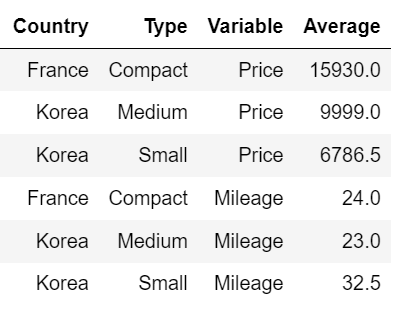 Country Type Variable Average
France Compact Price 15930.0
Korea Medium Price 9999.0
Korea Small Price 6786.5
France Compact Mileage 24.0
Korea Medium Mileage 23.0
Korea Small Mileage 32.5